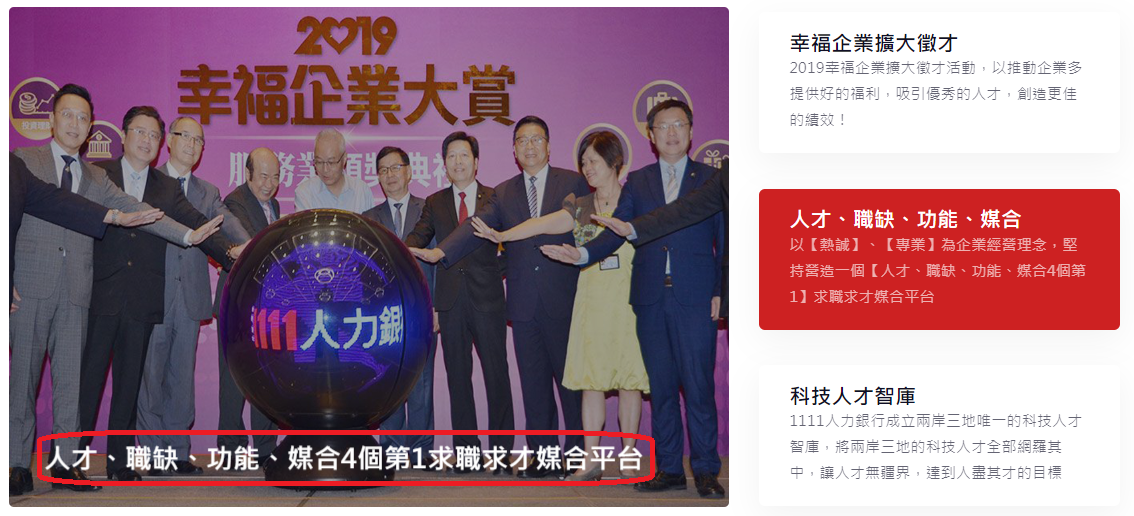 2019
幸福企業大賞
服務業頒獎典禮
投資理財
1111人力銀
人才、職缺、功能、媒合4個第1求職求才媒合平台
幸福企業擴大徵才
2019幸福企業擴大徵才活動，以推動企業多
提供好的福利，吸引優秀的人才，創造更佳
的績效！
人才、職缺、功能、媒合
以【熱誠】、【專業】為企業經營理念，堅
持營造一個【人才、職缺、功能、媒合4個第
1】求職求才媒合平台
科技人才智庫
1111人力銀行成立兩岸三地唯一的科技人才
智庫，將兩岸三地的科技人才全部網羅其
中，讓人才無疆界，達到人盡其才的目標